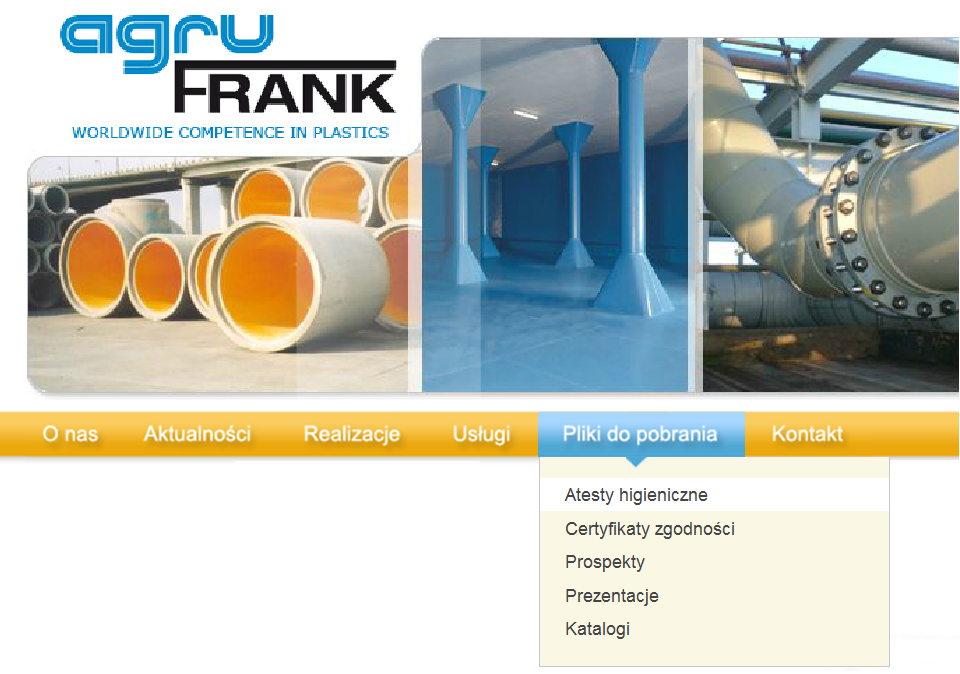 agru
FRANK
WORLDWIDE COMPETENCE IN PLASTICS
O nas Aktualności Realizacje Usługi Pliki do pobrania Kontakt
Atesty higieniczne
Certyfikaty zgodności
Prospekty
Prezentacje
Katalogi